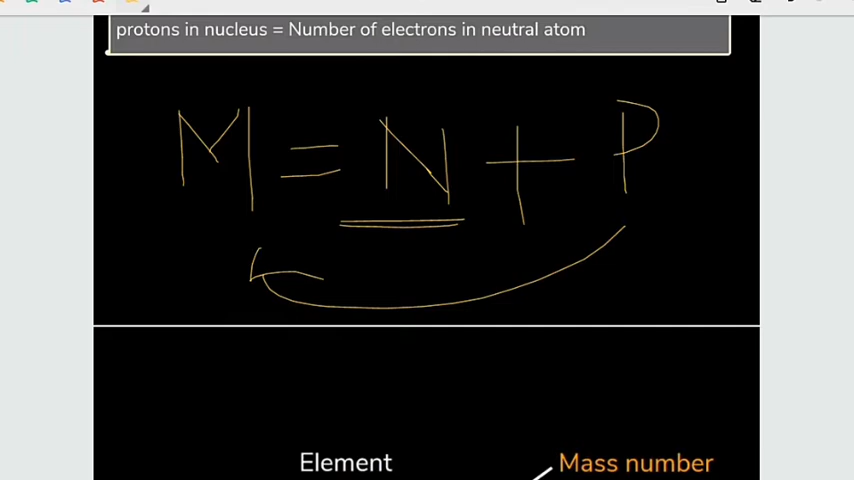 protons in nucleus = Number of electrons in neutral atom
M = N + P
Element
Mass number